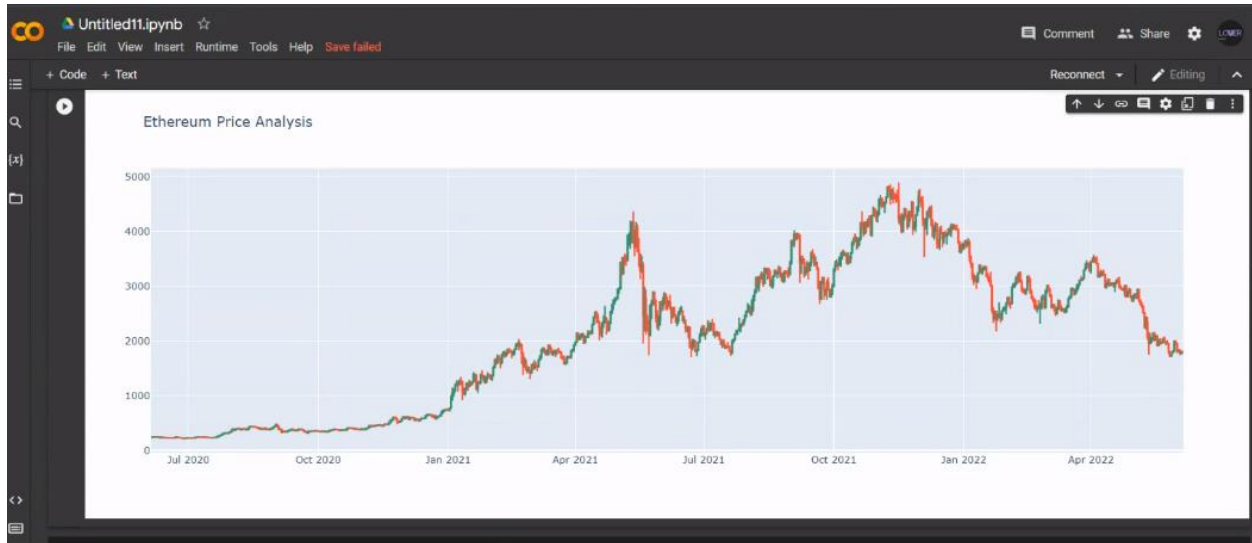 Untitled11.ipynb
Comment Share LOVER
File Edit View Insert Runtime Tools Help Save failed
+ Code + Text
Reconnect Editing
{x}
Ethereum Price Analysis
5000
4000
3000
2000
1000
0
Jul 2020 Oct 2020 Jan 2021 Apr 2021 Jul 2021 Oct 2021 Jan 2022 Apr 2022